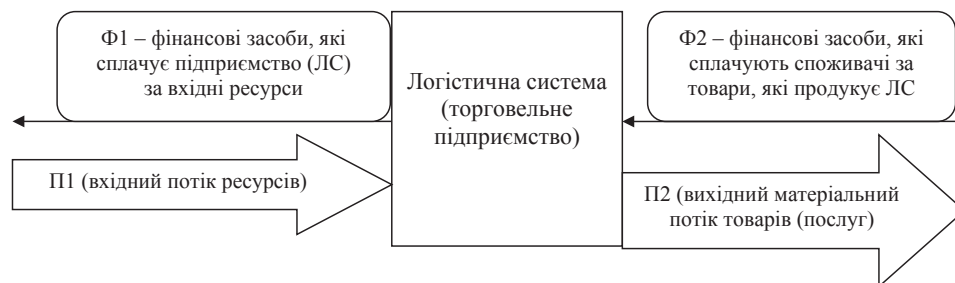 Ф1 – фінансові засоби, які
сплачує підприємство (ЛС)
за вхідні ресурси
Логістична система
(торговельне
підприємство)
Ф2 – фінансові засоби, які
сплачують споживачі за
товари, які продукує ЛС
П1 (вхідний потік ресурсів)
П2 (вихідний матеріальний
потік товарів (послуг)